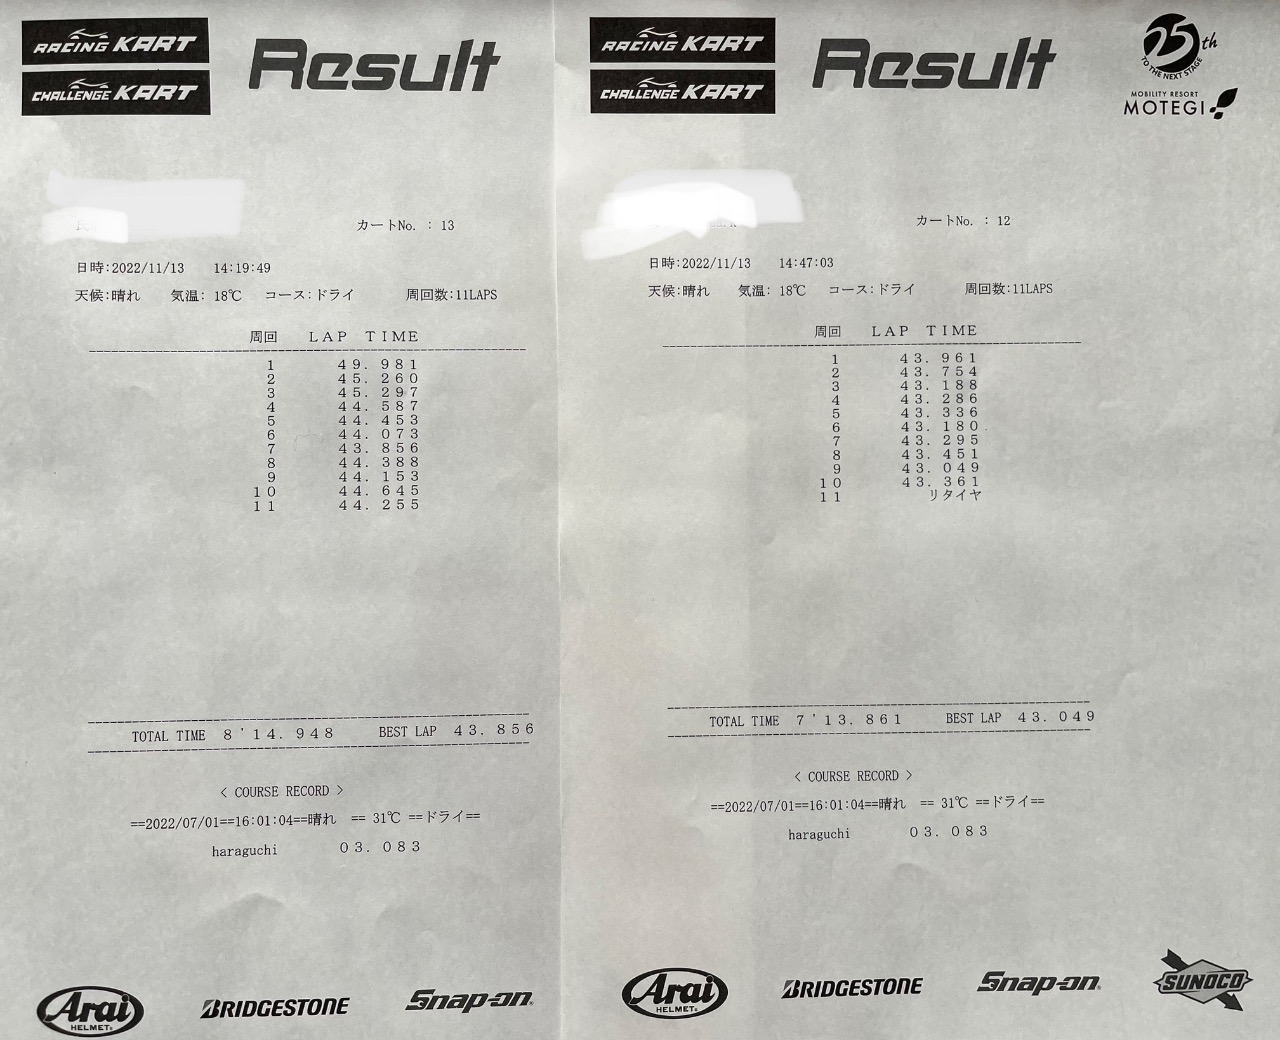 RACING KART
CHALLENGE KART
Result
カートNo. : 13
日時:2022/11/13 14:19:49
天候:晴れ 気温: 18℃ コース:ドライ 周回数:11LAPS
周回 LAP TIME
1 49.981
2 45.260
3 45.297
4 44.587
5 44.453
6 44.073
7 43.856
8 44.388
9 44.153
10 44.645
11 44.255
TOTAL TIME 8'14.948 BEST LAP 43.856
< COURSE RECORD >
==2022/07/01==16:01:04==晴れ == 31℃ ==ドライ==
haraguchi 03.083
Arai
HELMET
BRIDGESTONE
Snap-on
RACING KART
CHALLENGE KART
Result
25th
TO THE NEXT STAGE
MOBILITY RESORT
MOTEGI
カートNo. : 12
日時:2022/11/13 14:47:03
天候:晴れ 気温: 18℃ コース:ドライ 周回数:11LAPS
周回 LAP TIME
1 43.961
2 43.754
3 43.188
4 43.286
5 43.336
6 43.180
7 43.295
8 43.451
9 43.049
10 43.361
11 リタイヤ
TOTAL TIME 7'13.861 BEST LAP 43.049
< COURSE RECORD >
==2022/07/01==16:01:04==晴れ == 31℃ ==ドライ==
haraguchi 03.083
Arai
HELMET
BRIDGESTONE
Snap-on
SUNOCO